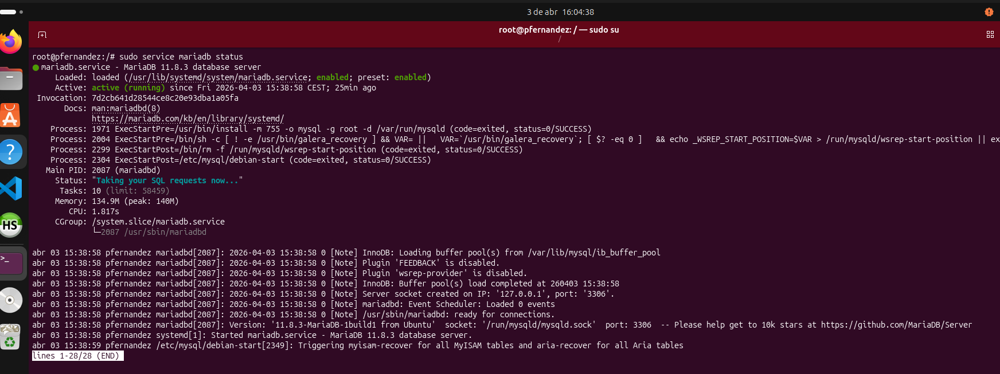 3 de abr 16:04:38
root@pfernandez: / — sudo su
/
root@pfernandez:/# sudo service mariadb status
● mariadb.service - MariaDB 11.8.3 database server
Loaded: loaded (/usr/lib/systemd/system/mariadb.service; enabled; preset: enabled)
Active: active (running) since Fri 2026-04-03 15:38:58 CEST; 25min ago
Invocation: 7d2cb641d28544ce8c20e93dba1a05fa
Docs: man:mariadbd(8)
https://mariadb.com/kb/en/library/systemd/
Process: 1971 ExecStartPre=/usr/bin/install -m 755 -o mysql -g root -d /var/run/mysqld (code=exited, status=0/SUCCESS)
Process: 2004 ExecStartPre=/bin/sh -c [ ! -e /usr/bin/galera_recovery ] && VAR= ||   VAR=`/usr/bin/galera_recovery`; [ $? -eq 0 ]   && echo _WSREP_START_POSITION=$VAR > /run/mysqld/wsrep-start-position || ex
Process: 2299 ExecStartPost=/bin/rm -f /run/mysqld/wsrep-start-position (code=exited, status=0/SUCCESS)
Process: 2304 ExecStartPost=/etc/mysql/debian-start (code=exited, status=0/SUCCESS)
Main PID: 2087 (mariadbd)
Status: "Taking your SQL requests now..."
Tasks: 10 (limit: 58459)
Memory: 134.9M (peak: 140M)
CPU: 1.817s
CGroup: /system.slice/mariadb.service
└─2087 /usr/sbin/mariadbd
abr 03 15:38:58 pfernandez mariadbd[2087]: 2026-04-03 15:38:58 0 [Note] InnoDB: Loading buffer pool(s) from /var/lib/mysql/ib_buffer_pool
abr 03 15:38:58 pfernandez mariadbd[2087]: 2026-04-03 15:38:58 0 [Note] Plugin 'FEEDBACK' is disabled.
abr 03 15:38:58 pfernandez mariadbd[2087]: 2026-04-03 15:38:58 0 [Note] Plugin 'wsrep-provider' is disabled.
abr 03 15:38:58 pfernandez mariadbd[2087]: 2026-04-03 15:38:58 0 [Note] InnoDB: Buffer pool(s) load completed at 260403 15:38:58
abr 03 15:38:58 pfernandez mariadbd[2087]: 2026-04-03 15:38:58 0 [Note] Server socket created on IP: '127.0.0.1', port: '3306'.
abr 03 15:38:58 pfernandez mariadbd[2087]: 2026-04-03 15:38:58 0 [Note] mariadbd: Event Scheduler: Loaded 0 events
abr 03 15:38:58 pfernandez mariadbd[2087]: 2026-04-03 15:38:58 0 [Note] /usr/sbin/mariadbd: ready for connections.
abr 03 15:38:58 pfernandez mariadbd[2087]: Version: '11.8.3-MariaDB-1build1 from Ubuntu'  socket: '/run/mysqld/mysqld.sock'  port: 3306  -- Please help get to 10k stars at https://github.com/MariaDB/Server
abr 03 15:38:58 pfernandez systemd[1]: Started mariadb.service - MariaDB 11.8.3 database server.
abr 03 15:38:59 pfernandez /etc/mysql/debian-start[2349]: Triggering myisam-recover for all MyISAM tables and aria-recover for all Aria tables
lines 1-28/28 (END)
HS